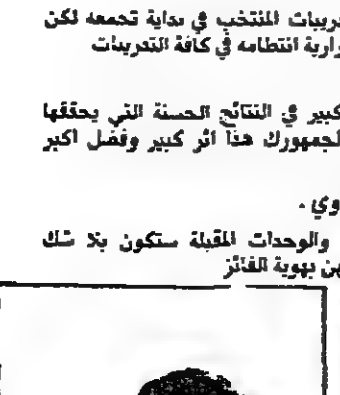 تدريبات المنتخب في بداية تجمعه لكن
انتظامه في كافة التدريبات
كبير في النتائج الحسنة التي يحققها
لجمهورك هذا اثر كبير وفضل اكبر
وي .
والوحدات المقبلة ستكون بلا شك
بهوية الفائز